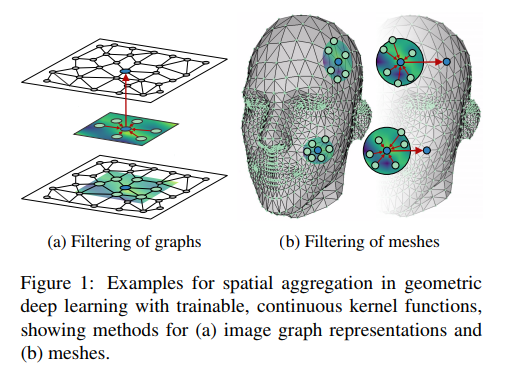 (a) Filtering of graphs
(b) Filtering of meshes
Figure 1: Examples for spatial aggregation in geometric
deep learning with trainable, continuous kernel functions,
showing methods for (a) image graph representations and
(b) meshes.